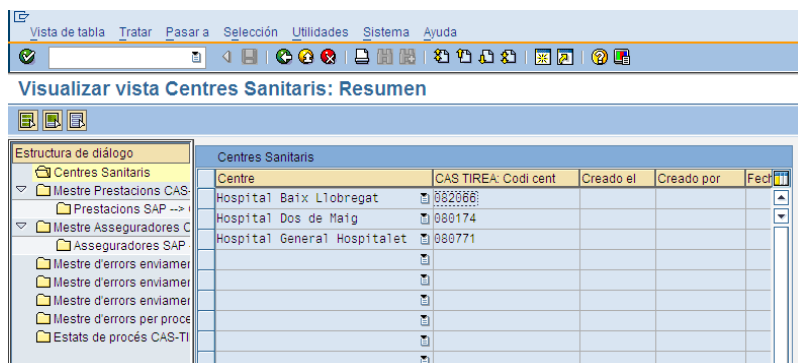 Vista de tabla Tratar Pasar a Selección Utilidades Sistema Ayuda
Visualizar vista Centres Sanitaris: Resumen
Estructura de diálogo
Centres Sanitaris
Mestre Prestacions CAS-
Prestacions SAP -->
Mestre Asseguradores C
Asseguradores SAP
Mestre d'errors enviamer
Mestre d'errors enviamer
Mestre d'errors enviamer
Mestre d'errors per proce
Estats de procés CAS-TI
Centres Sanitaris
Centre CAS TIREA: Codi cent Creado el Creado por Fech
Hospital Baix Llobregat 082066
Hospital Dos de Maig 080174
Hospital General Hospitalet 080771